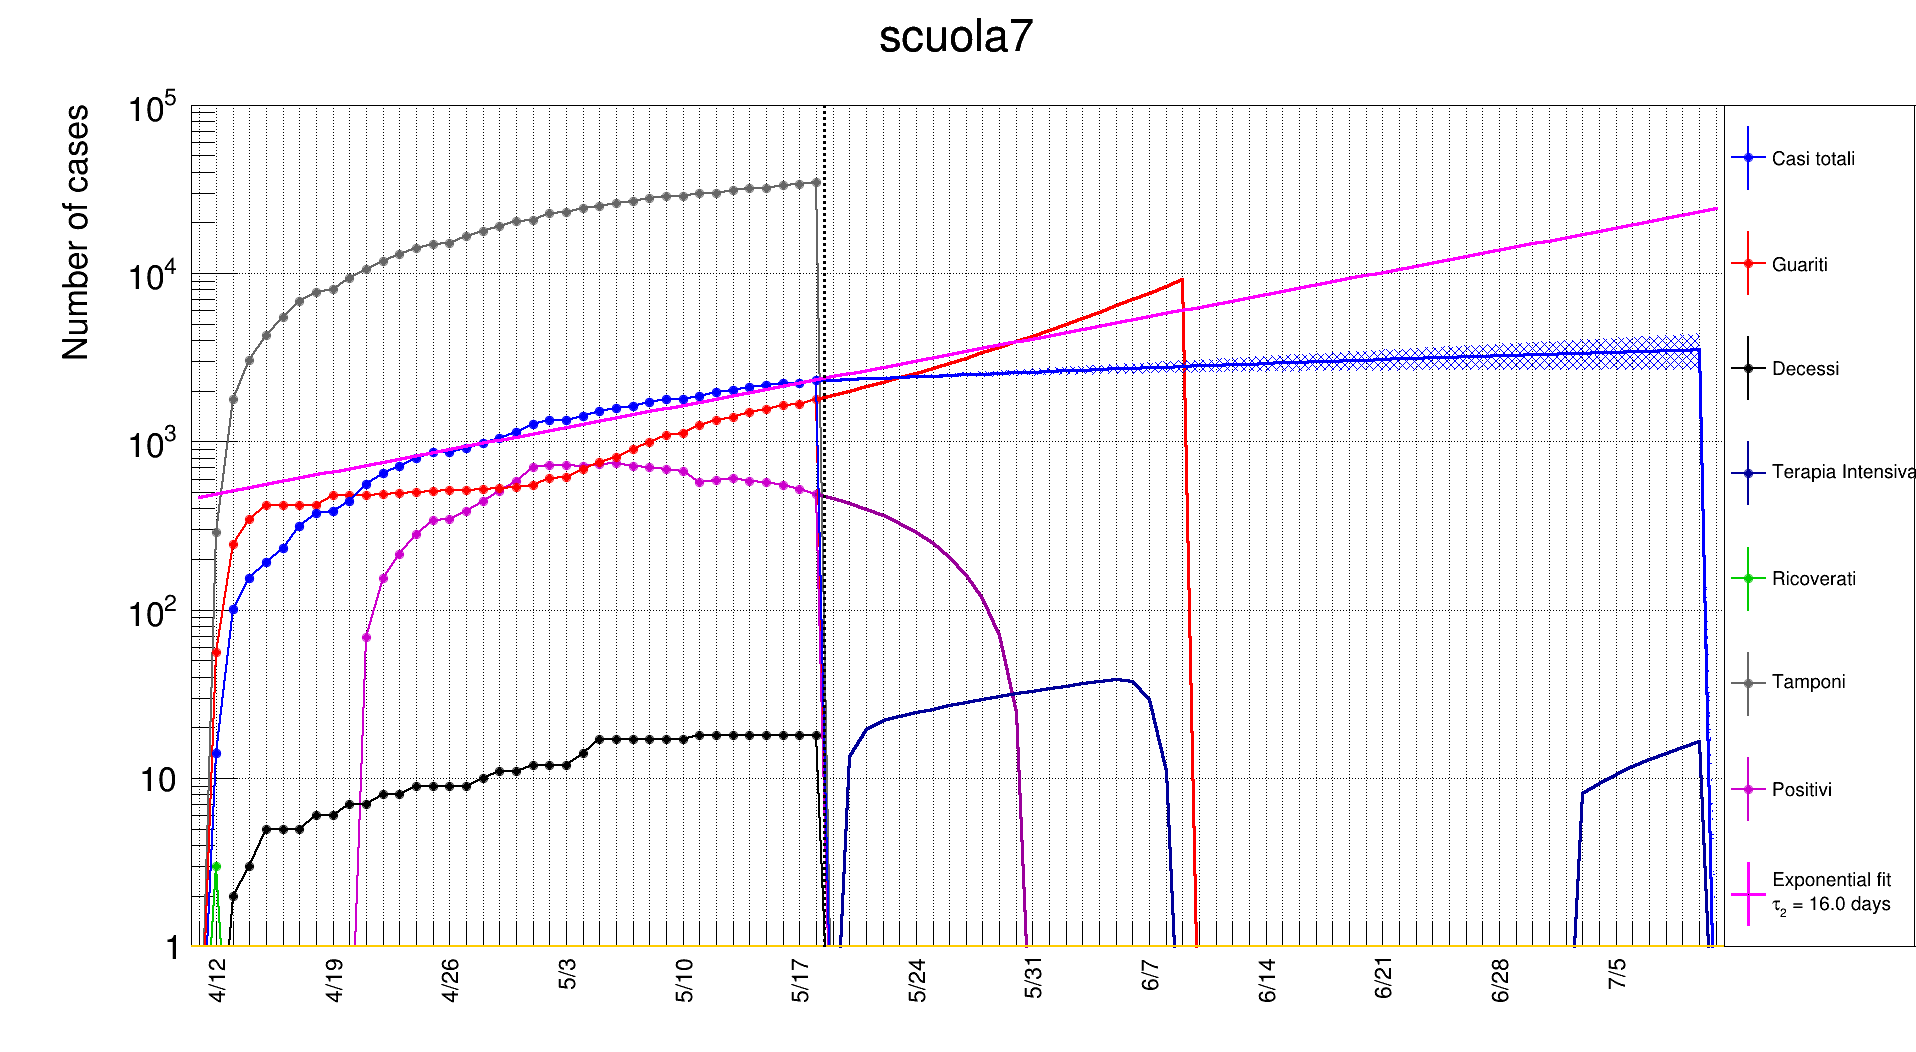 scuola7
Number of cases
10^5
10^4
10^3
10^2
10
1
4/12
4/19
4/26
5/3
5/10
5/17
5/24
5/31
6/7
6/14
6/21
6/28
7/5
Casi totali
Guariti
Decessi
Terapia Intensiva
Ricoverati
Tamponi
Positivi
Exponential fit
τ_2 = 16.0 days